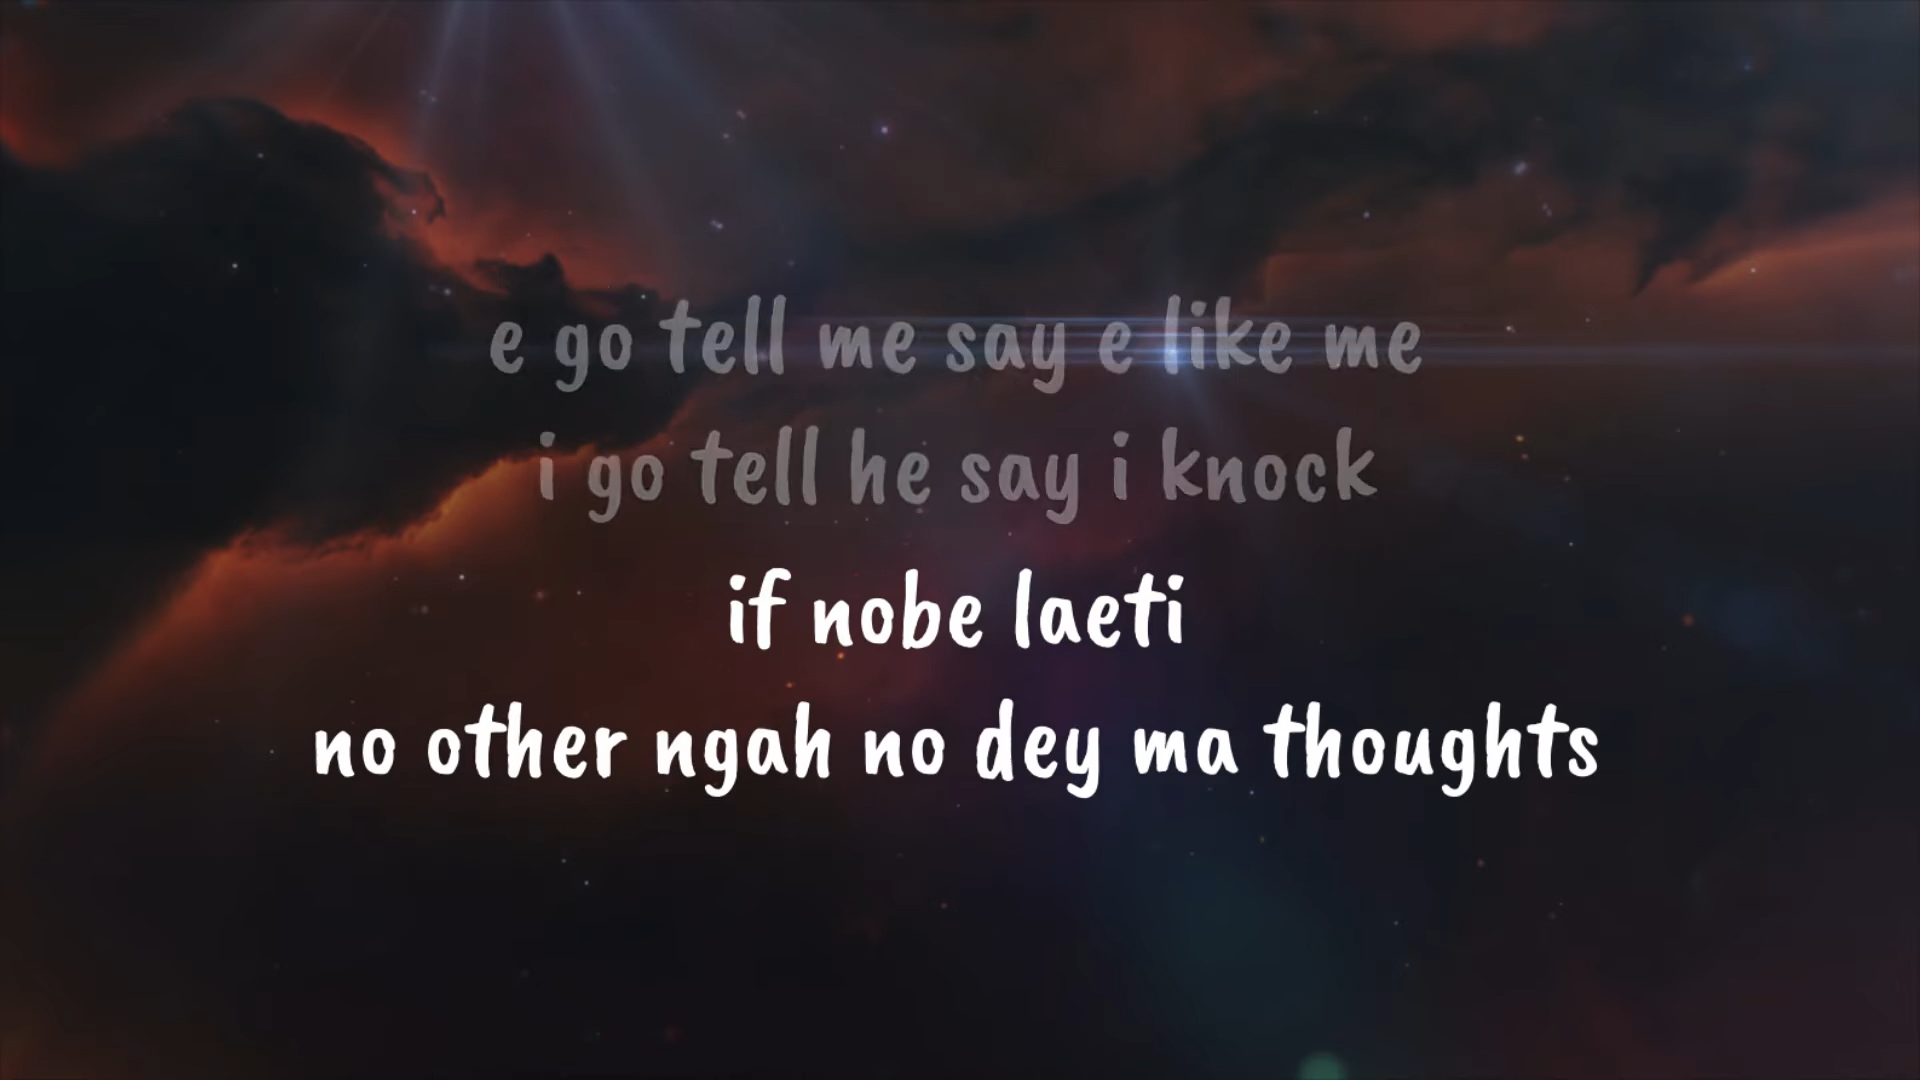 e go tell me say e like me
i go tell he say i knock
if nobe laeti
no other ngah no dey ma thoughts